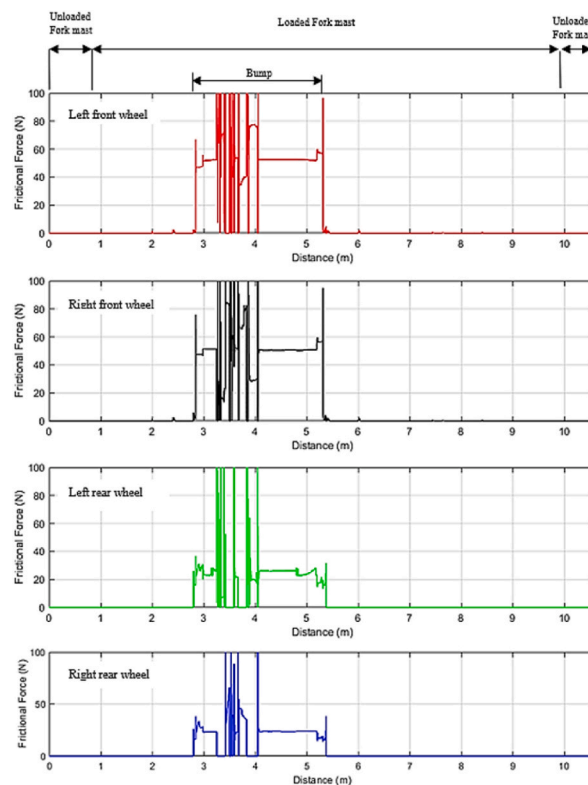 Unloaded
Fork mast
Loaded Fork mast
Unloaded
Fork mast
Bump
100
80
60
40
20
0
Frictional Force (N)
Left front wheel
0 1 2 3 4 5 6 7 8 9 10
Distance (m)
100
80
60
40
20
0
Frictional Force (N)
Right front wheel
0 1 2 3 4 5 6 7 8 9 10
Distance (m)
100
80
60
40
20
0
Frictional Force (N)
Left rear wheel
0 1 2 3 4 5 6 7 8 9 10
Distance (m)
100
50
0
Frictional Force (N)
Right rear wheel
0 1 2 3 4 5 6 7 8 9 10
Distance (m)